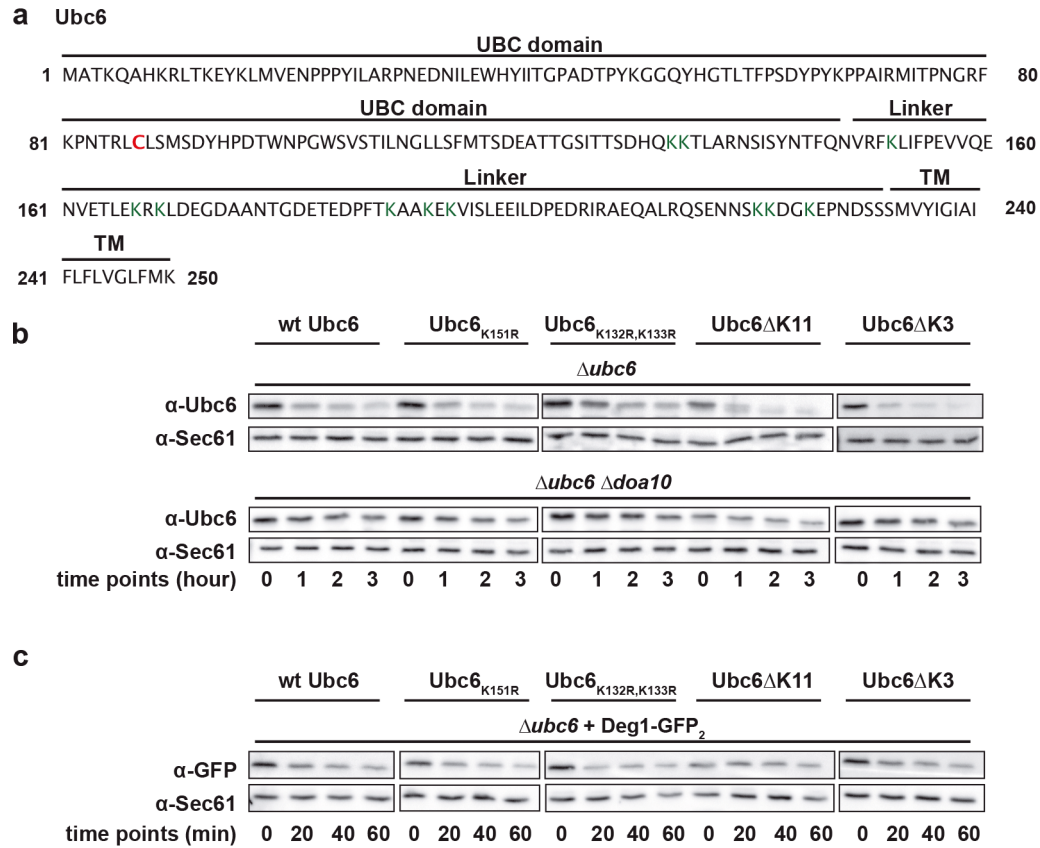 a Ubc6
UBC domain
1 MATKQAHKRLTKEYKLMVENPPPYILARPNEDNILEWHYIITGPADTPYKGGQYHGTLTFPSDYPYKPPAIRMITPNGRF 80
UBC domain Linker
81 KPNTRLCLSMSDYHPDTWNPGWSVSTILNGLLSFMTSDEATTGSITTSDHQKKTLARNSISYNTFQNVRFKLIFPEVVQE 160
Linker TM
161 NVETLEKRKLDEGDAANTGDETEDPFTKAAKEKVISLEEILDPEDRIRAEQALRQSENNSKKDGKEPNDSSSMVYIGIAI 240
TM
241 FLFLVGLFMK 250
b
wt Ubc6 Ubc6K151R Ubc6K132R,K133R Ubc6ΔK11 Ubc6ΔK3
Δubc6
α-Ubc6
α-Sec61
Δubc6 Δdoa10
α-Ubc6
α-Sec61
time points (hour) 0 1 2 3 0 1 2 3 0 1 2 3 0 1 2 3 0 1 2 3
c
wt Ubc6 Ubc6K151R Ubc6K132R,K133R Ubc6ΔK11 Ubc6ΔK3
Δubc6 + Deg1-GFP2
α-GFP
α-Sec61
time points (min) 0 20 40 60 0 20 40 60 0 20 40 60 0 20 40 60 0 20 40 60